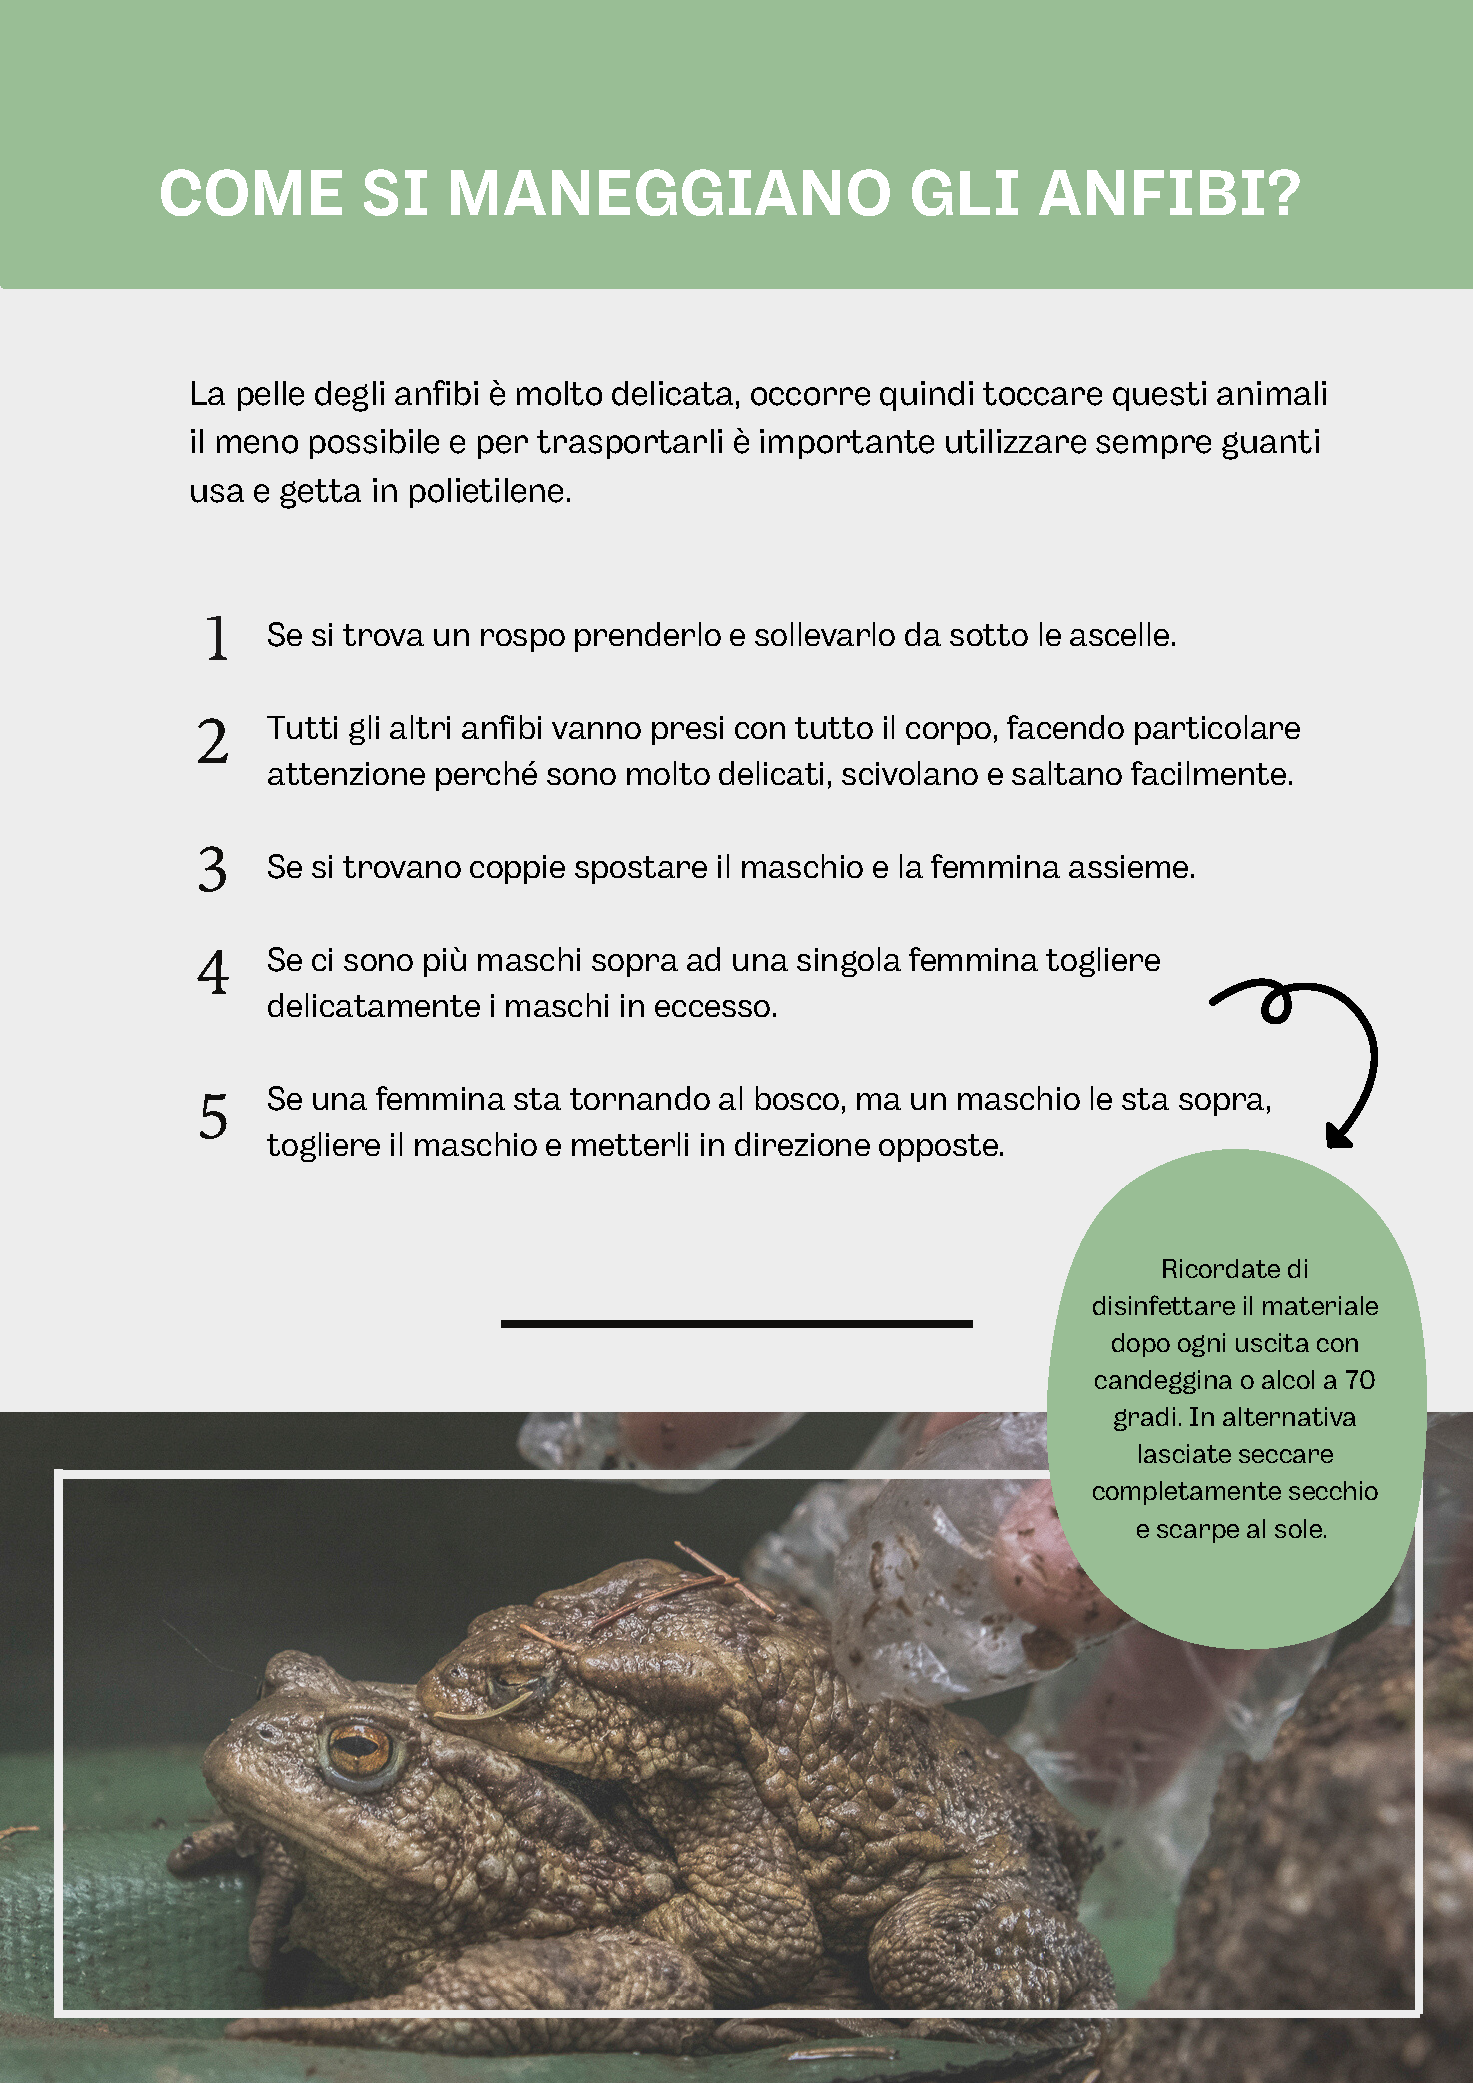 COME SI MANEGGIANO GLI ANFIBI?
La pelle degli anfibi è molto delicata, occorre quindi toccare questi animali
il meno possibile e per trasportarli è importante utilizzare sempre guanti
usa e getta in polietilene.
1 Se si trova un rospo prenderlo e sollevarlo da sotto le ascelle.
2 Tutti gli altri anfibi vanno presi con tutto il corpo, facendo particolare
attenzione perché sono molto delicati, scivolano e saltano facilmente.
3 Se si trovano coppie spostare il maschio e la femmina assieme.
4 Se ci sono più maschi sopra ad una singola femmina togliere
delicatamente i maschi in eccesso.
5 Se una femmina sta tornando al bosco, ma un maschio le sta sopra,
togliere il maschio e metterli in direzione opposte.
Ricordate di
disinfettare il materiale
dopo ogni uscita con
candeggina o alcol a 70
gradi. In alternativa
lasciate seccare
completamente secchio
e scarpe al sole.